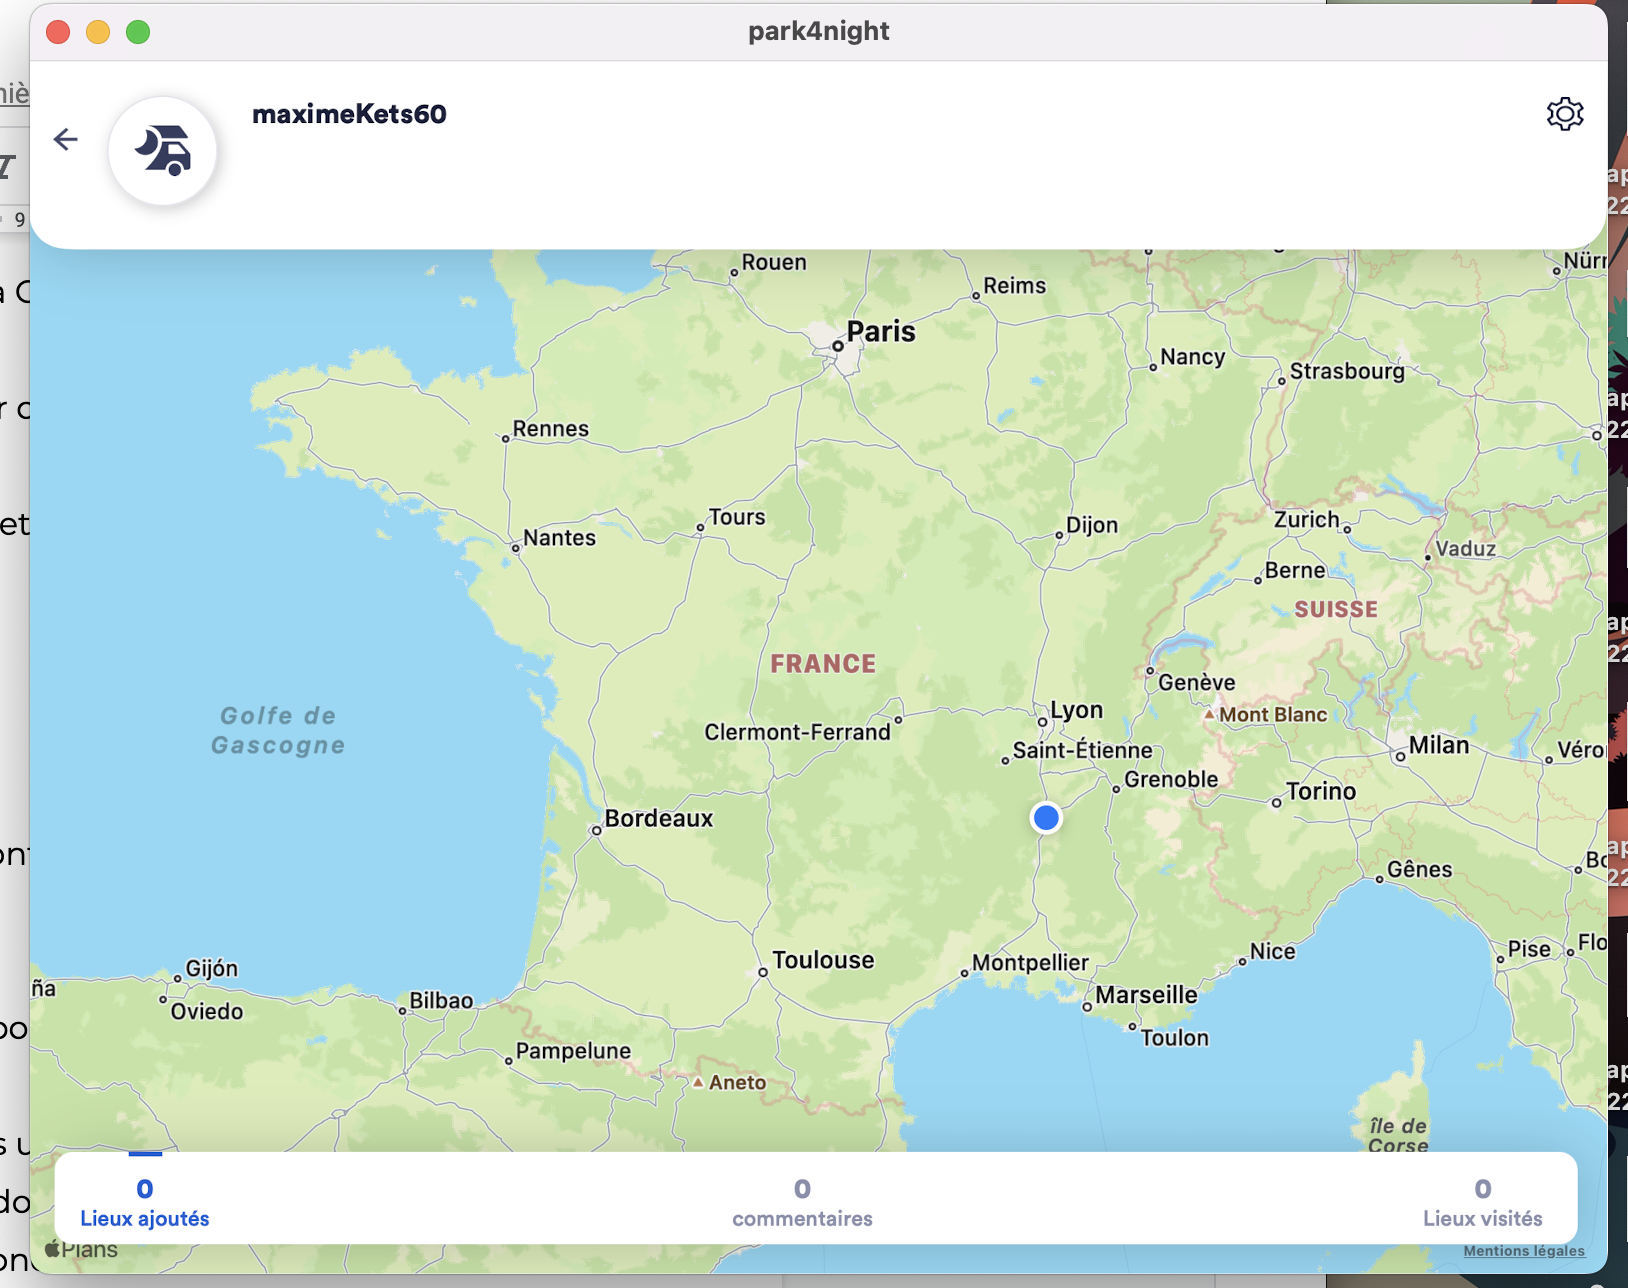 park4night
maximeKets60
Rouen
Reims
Paris
Nancy
Strasbourg
Rennes
Nantes
Tours
Dijon
Zurich
Vaduz
Berne
SUISSE
FRANCE
Genève
Golfe de
Gascogne
Clermont-Ferrand
Lyon
Mont Blanc
Saint-Étienne
Milan
Grenoble
Torino
Bordeaux
Gênes
Gijón
Oviedo
Bilbao
Toulouse
Montpellier
Nice
Pise
Marseille
Toulon
Pampelune
Aneto
île de
Corse
0
Lieux ajoutés
0
commentaires
0
Lieux visités
Plans
Mentions légales